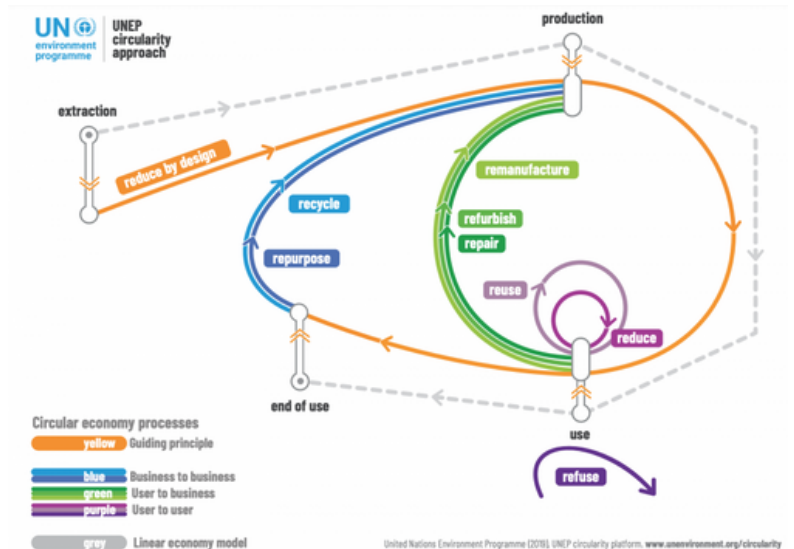 UN
environment
programme
UNEP
circularity
approach
production
extraction
reduce by design
remanufacture
recycle
refurbish
repair
repurpose
reuse
reduce
end of use
use
refuse
Circular economy processes
yellow Guiding principle
blue Business to business
green User to business
purple User to user
grey Linear economy model
United Nations Environment Programme (2019), UNEP circularity platform, www.unenvironment.org/circularity